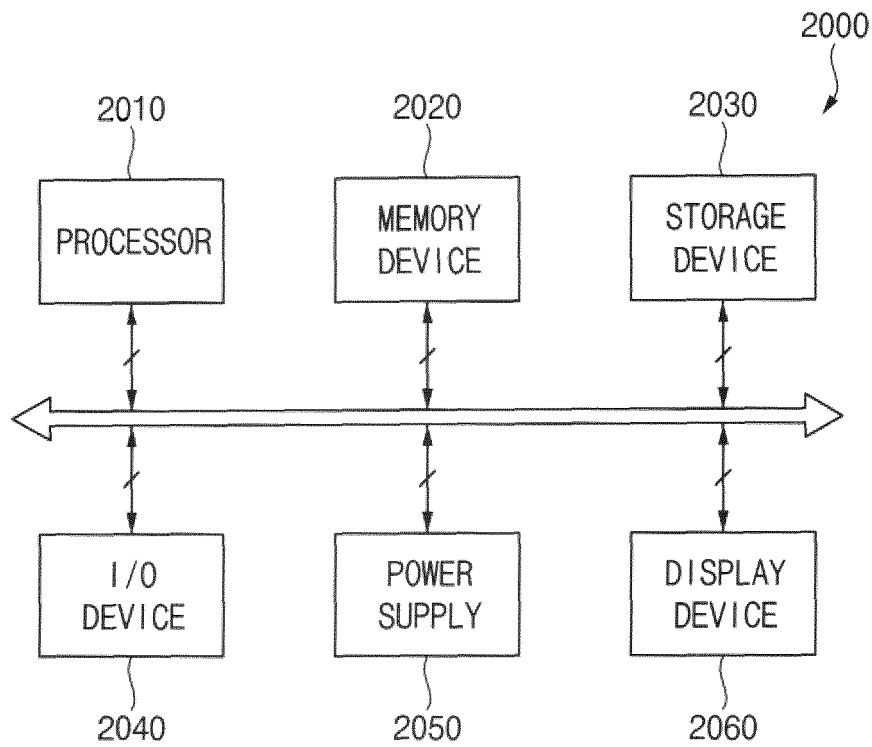 2000
2010
2020
2030
PROCESSOR
MEMORY
DEVICE
STORAGE
DEVICE
I/O
DEVICE
POWER
SUPPLY
DISPLAY
DEVICE
2040
2050
2060